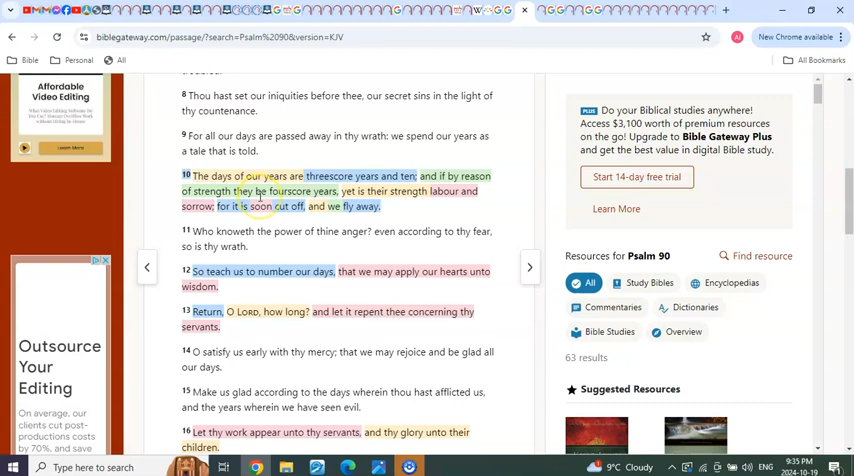 New Chrome available
biblegateway.com/passage/?search=Psalm%2090&version=KJV
Bible
Personal
All
All Bookmarks
Affordable
Video Editing
Learn More
8 Thou hast set our iniquities before thee, our secret sins in the light of
thy countenance.
9 For all our days are passed away in thy wrath: we spend our years as
a tale that is told.
10 The days of our years are threescore years and ten; and if by reason
of strength they be fourscore years, yet is their strength labour and
sorrow; for it is soon cut off, and we fly away.
11 Who knoweth the power of thine anger? even according to thy fear,
so is thy wrath.
12 So teach us to number our days, that we may apply our hearts unto
wisdom.
13 Return, O LORD, how long? and let it repent thee concerning thy
servants.
14 O satisfy us early with thy mercy; that we may rejoice and be glad all
our days.
15 Make us glad according to the days wherein thou hast afflicted us,
and the years wherein we have seen evil.
16 Let thy work appear unto thy servants, and thy glory unto their
children.
Outsource
Your
Editing
On average, our
clients cut post-
production costs
by 70%, and save
PLUS Do your Biblical studies anywhere!
Access $3,100 worth of premium resources
on the go! Upgrade to Bible Gateway Plus
and get the best value in digital Bible study.
Start 14-day free trial
Learn More
Resources for Psalm 90
Find resource
All
Study Bibles
Encyclopedias
Commentaries
Dictionaries
Bible Studies
Overview
63 results
Suggested Resources
Type here to search
9°C Cloudy
ENG
9:35 PM
2024-10-19